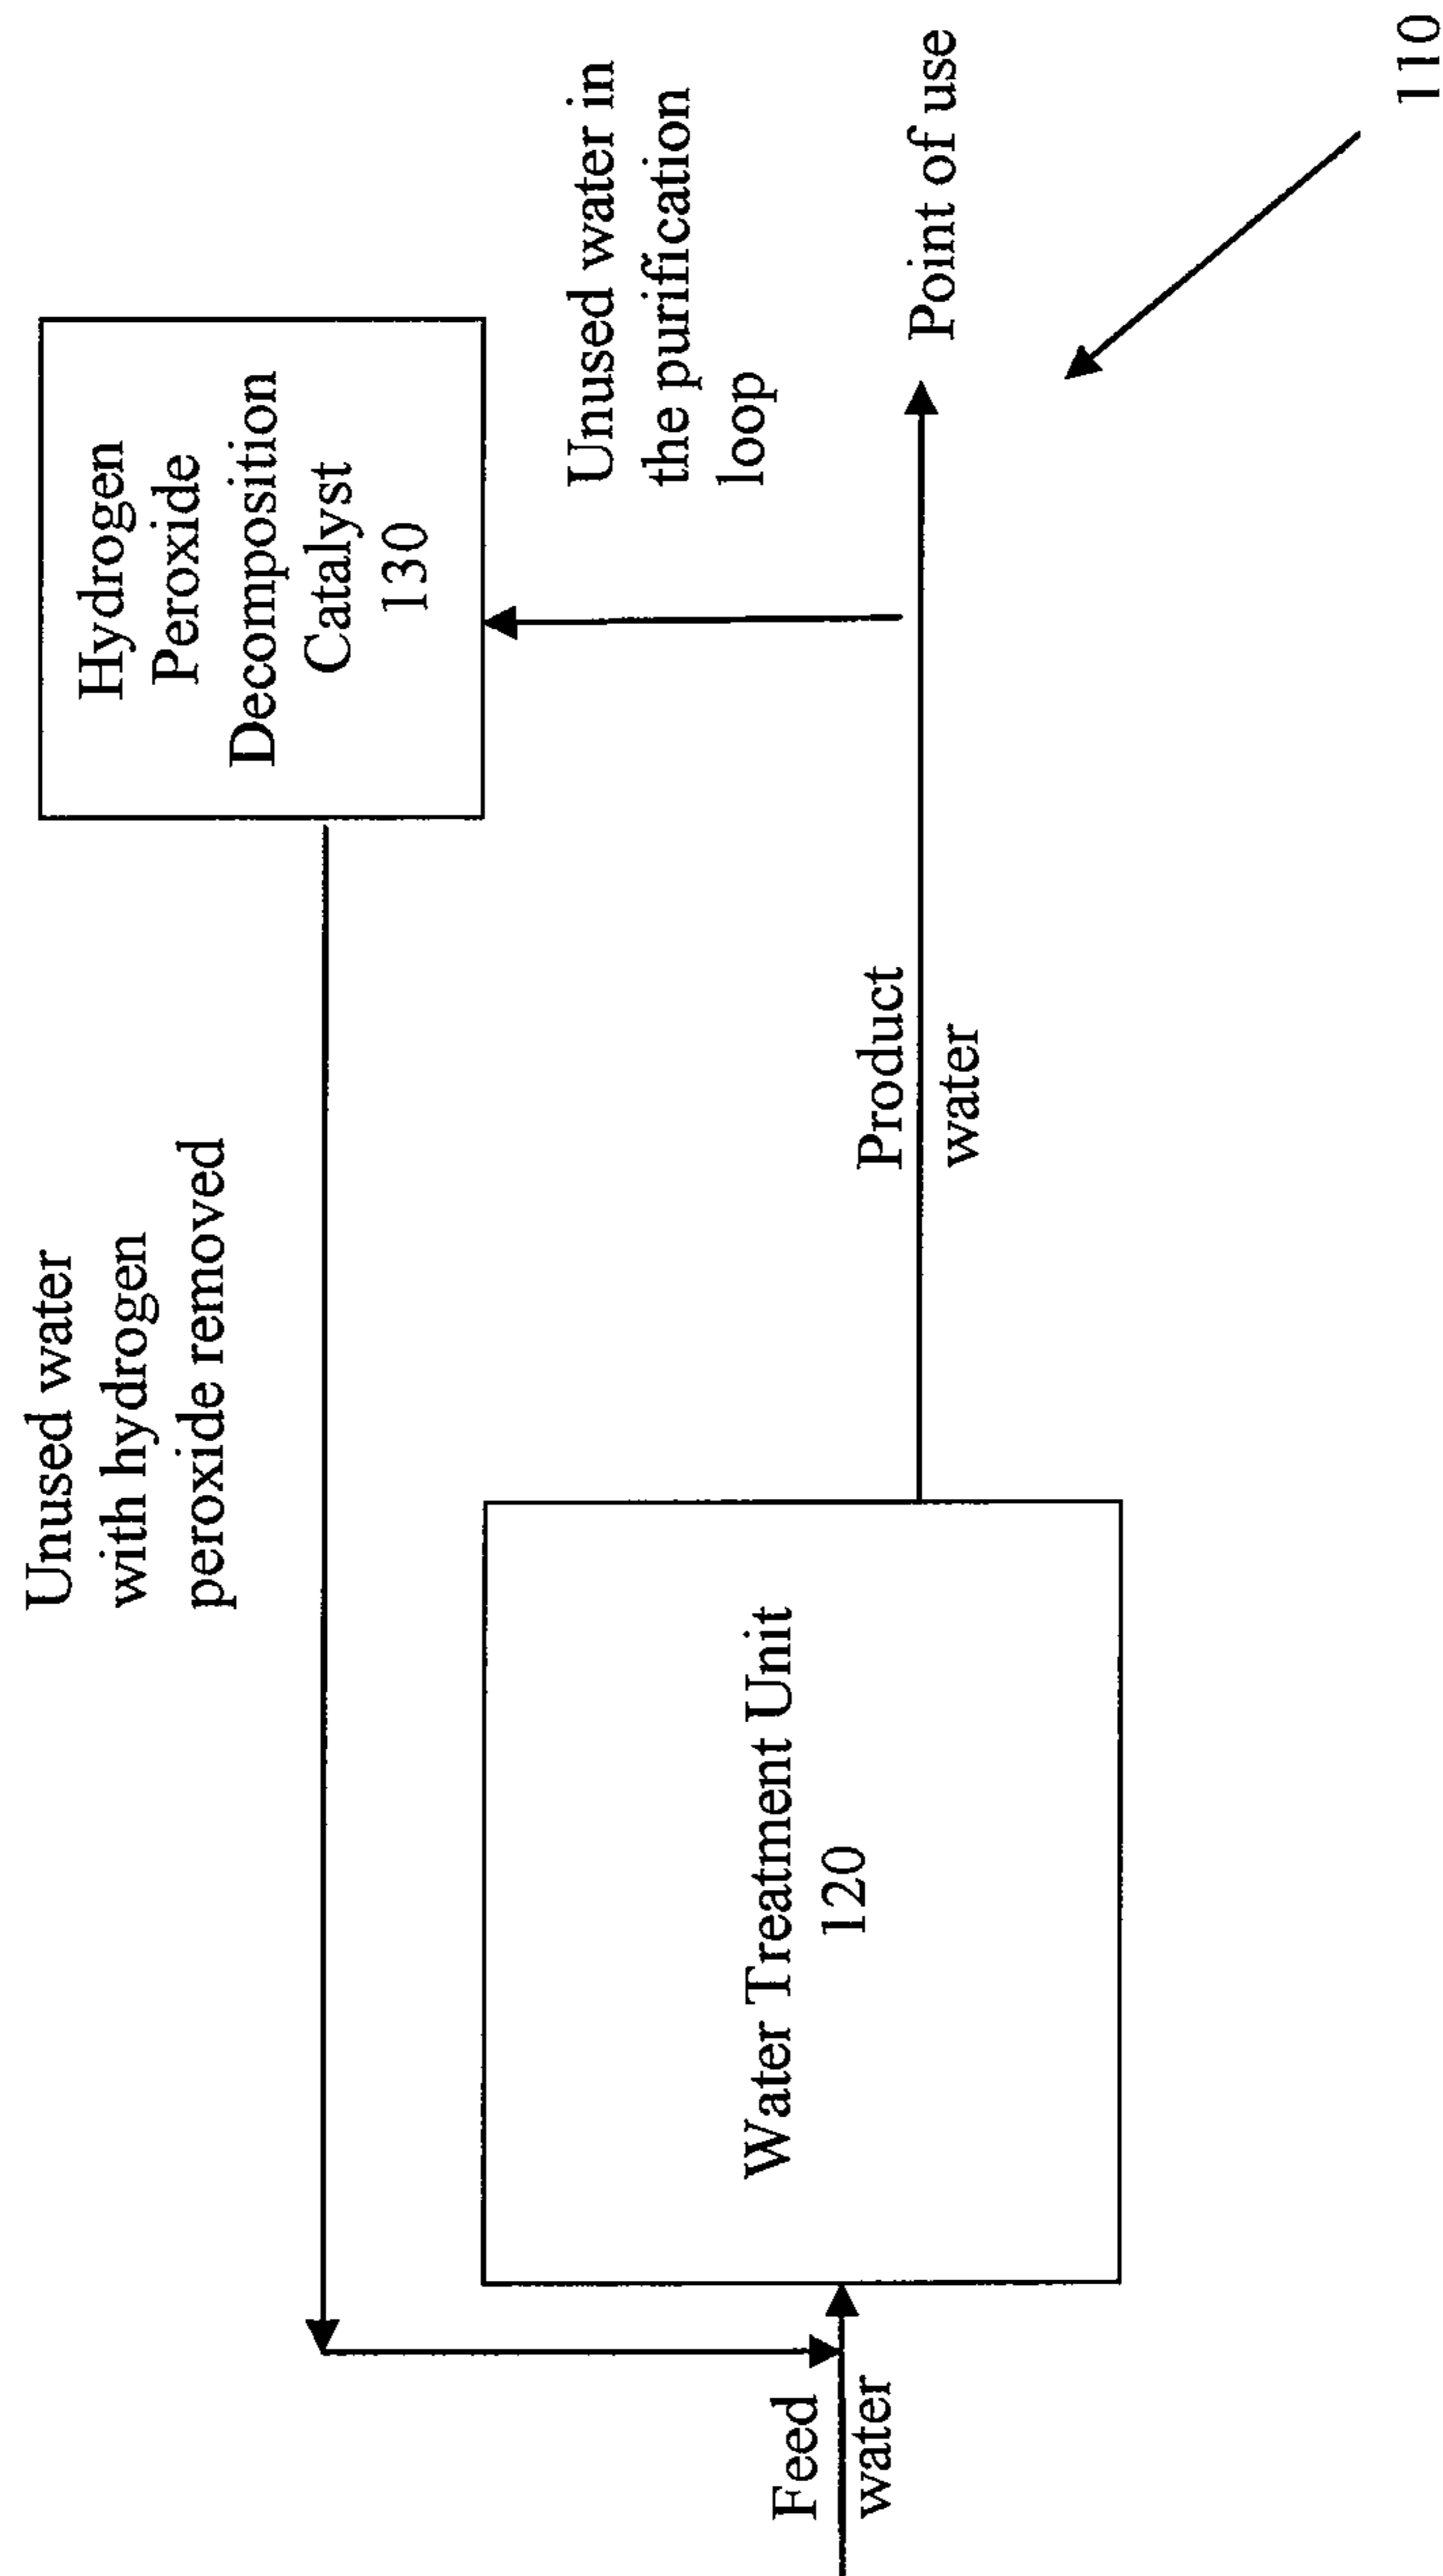 Unused water
with hydrogen
peroxide removed
Hydrogen
Peroxide
Decomposition
Catalyst
130
Unused water in
the purification
loop
Feed
water
Water Treatment Unit
120
Product
water
Point of use
110